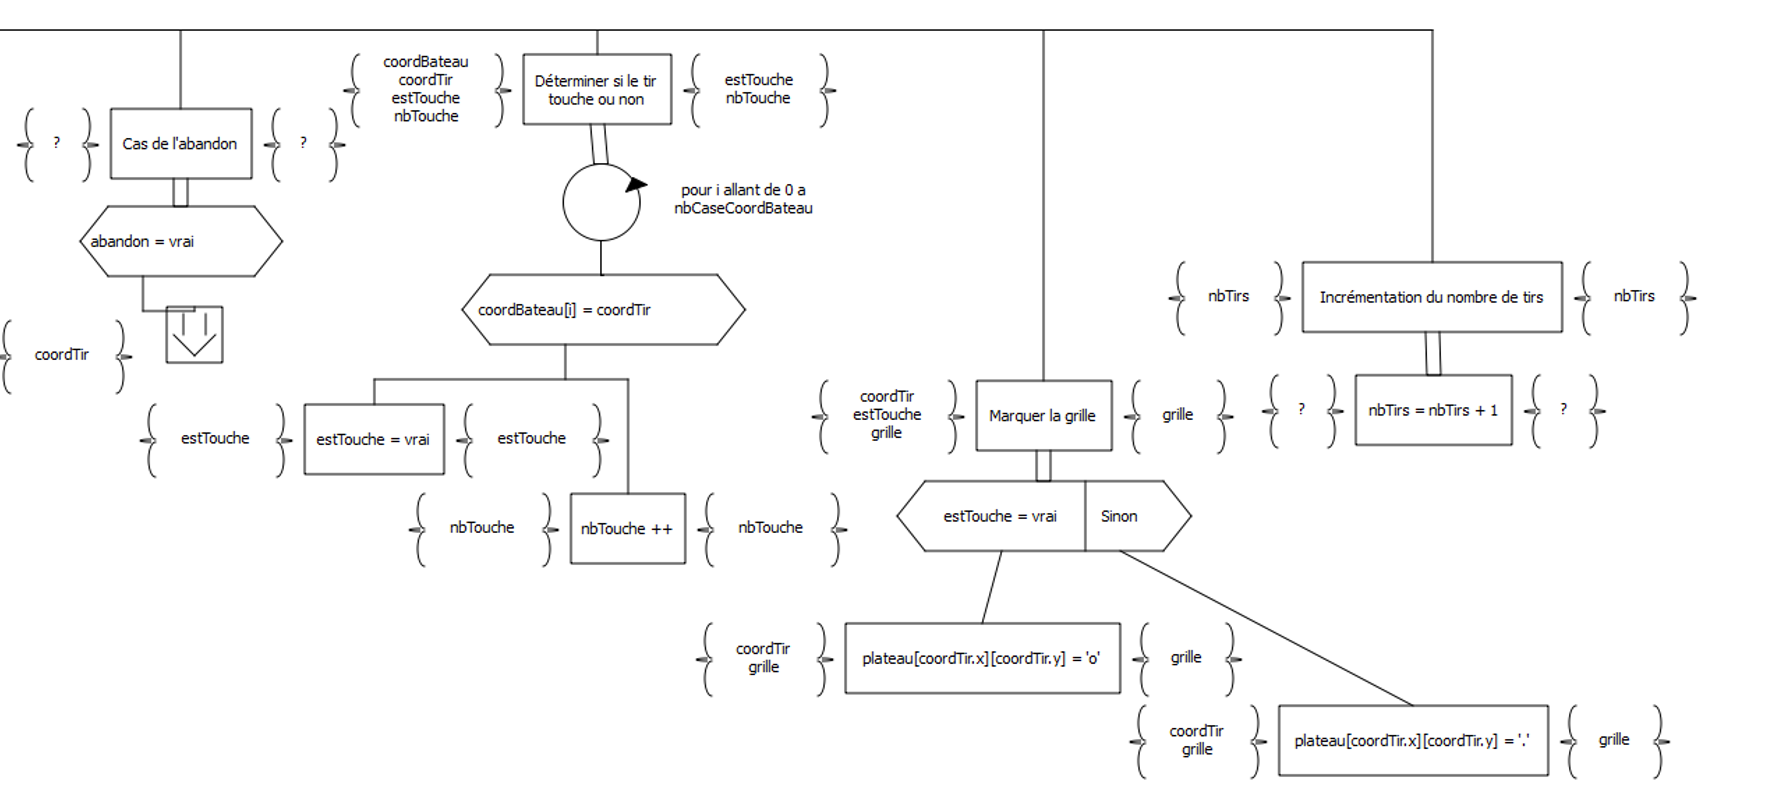 ?
Cas de l'abandon
?
abandon = vrai
coordTir
coordBateau
coordTir
estTouche
nbTouche
Déterminer si le tir
touche ou non
estTouche
nbTouche
pour i allant de 0 a
nbCaseCoordBateau
coordBateau[i] = coordTir
estTouche
estTouche = vrai
estTouche
nbTouche
nbTouche ++
nbTouche
coordTir
estTouche
grille
Marquer la grille
grille
estTouche = vrai
Sinon
coordTir
grille
plateau[coordTir.x][coordTir.y] = 'o'
grille
coordTir
grille
plateau[coordTir.x][coordTir.y] = '.'
grille
nbTirs
Incrémentation du nombre de tirs
nbTirs
?
nbTirs = nbTirs + 1
?